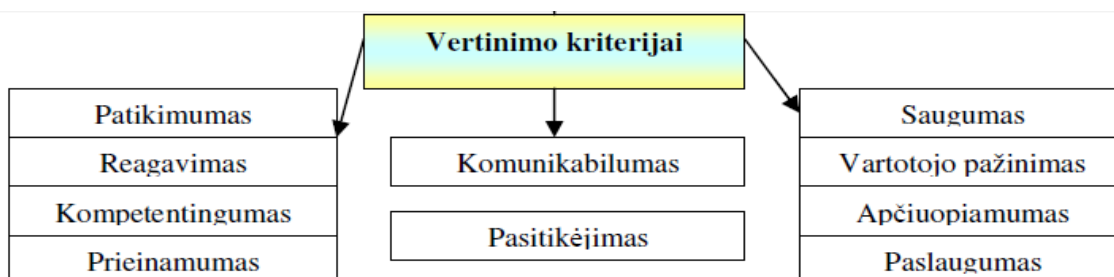 Vertinimo kriterijai
Patikimumas
Reagavimas
Kompetentingumas
Prieinamumas
Komunikabilumas
Pasitikėjimas
Saugumas
Vartotojo pažinimas
Apčiuopiamumas
Paslaugumas